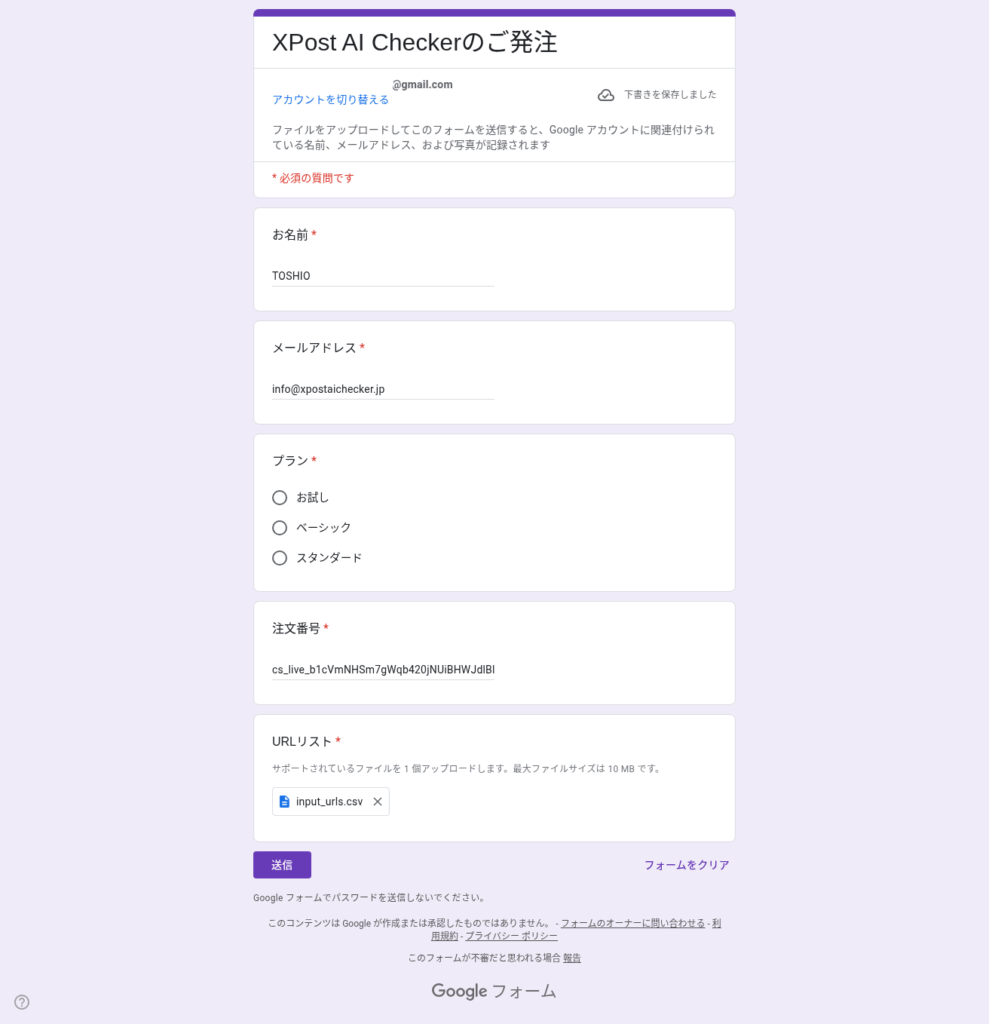 XPost AI Checkerのご発注
@gmail.com
アカウントを切り替える
下書きを保存しました
ファイルをアップロードしてこのフォームを送信すると、Google アカウントに関連付けられ
ている名前、メールアドレス、および写真が記録されます
* 必須の質問です
お名前 *
TOSHIO
メールアドレス *
info@xpostaichecker.jp
プラン *
お試し
ベーシック
スタンダード
注文番号 *
cs_live_b1cVmNHSm7gWqb420jNUiBHWJdlBl
URLリスト *
サポートされているファイルを 1 個アップロードします。最大ファイルサイズは 10 MB です。
input_urls.csv
送信
フォームをクリア
Google フォームでパスワードを送信しないでください。
このコンテンツは Google が作成または承認したものではありません。 - フォームのオーナーに問い合わせる - 利
用規約 - プライバシー ポリシー
このフォームが不審だと思われる場合 報告
Google フォーム